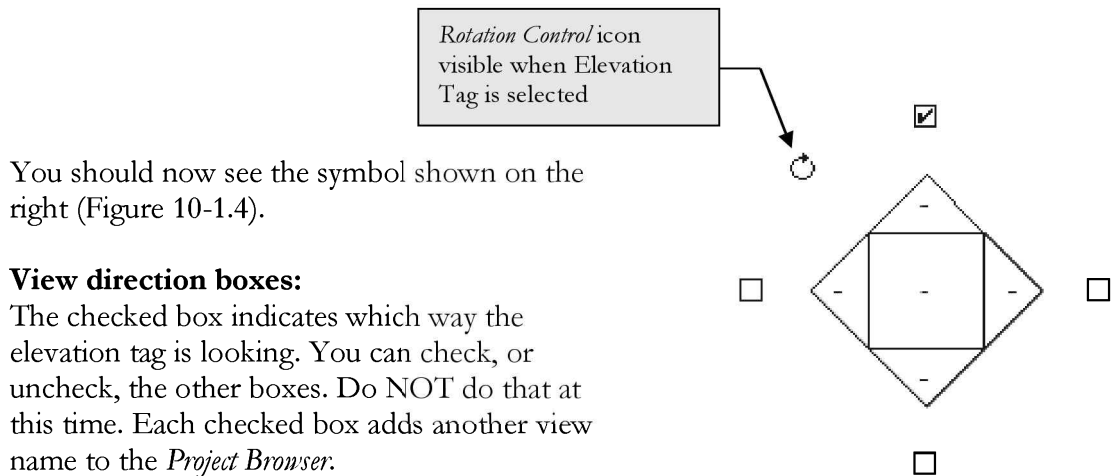 Rotation Control icon
visible when Elevation
Tag is selected
You should now see the symbol shown on the
right (Figure 10-1.4).
View direction boxes:
The checked box indicates which way the
elevation tag is looking. You can check, or
uncheck, the other boxes. Do NOT do that at
this time. Each checked box adds another view
name to the Project Browser.